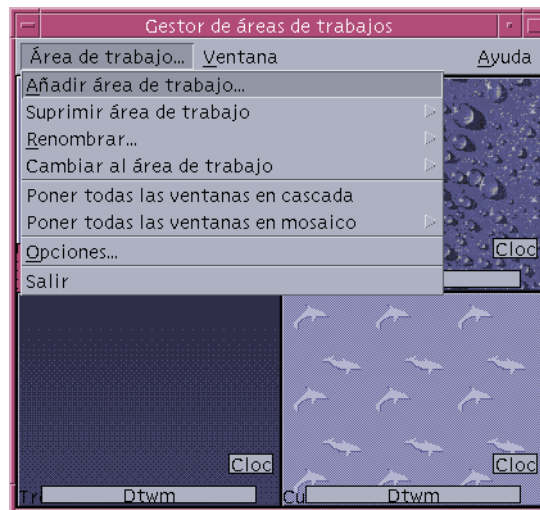 Gestor de áreas de trabajos
Área de trabajo... Ventana Ayuda
Añadir área de trabajo...
Suprimir área de trabajo
Renombrar...
Cambiar al área de trabajo
Poner todas las ventanas en cascada
Poner todas las ventanas en mosaico
Opciones...
Salir
Cloc
Cloc
Cloc
Dtwm
Cu
Dtwm